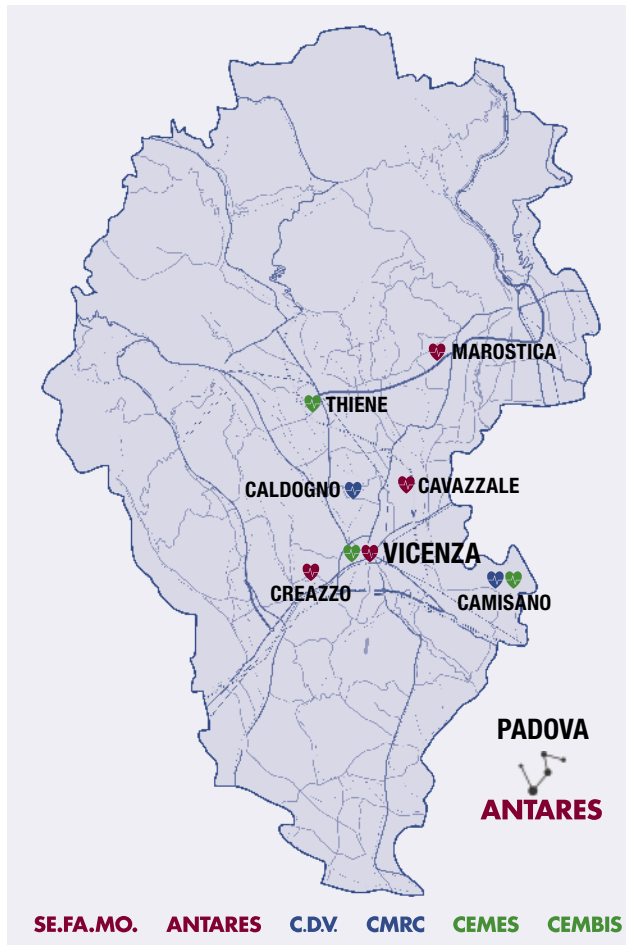 MAROSTICA
THIENE
CALDOGNO
CAVAZZALE
VICENZA
CREAZZO
CAMISANO
PADOVA
ANTARES
SE.FA.MO. ANTARES C.D.V. CMRC CEMES CEMBIS